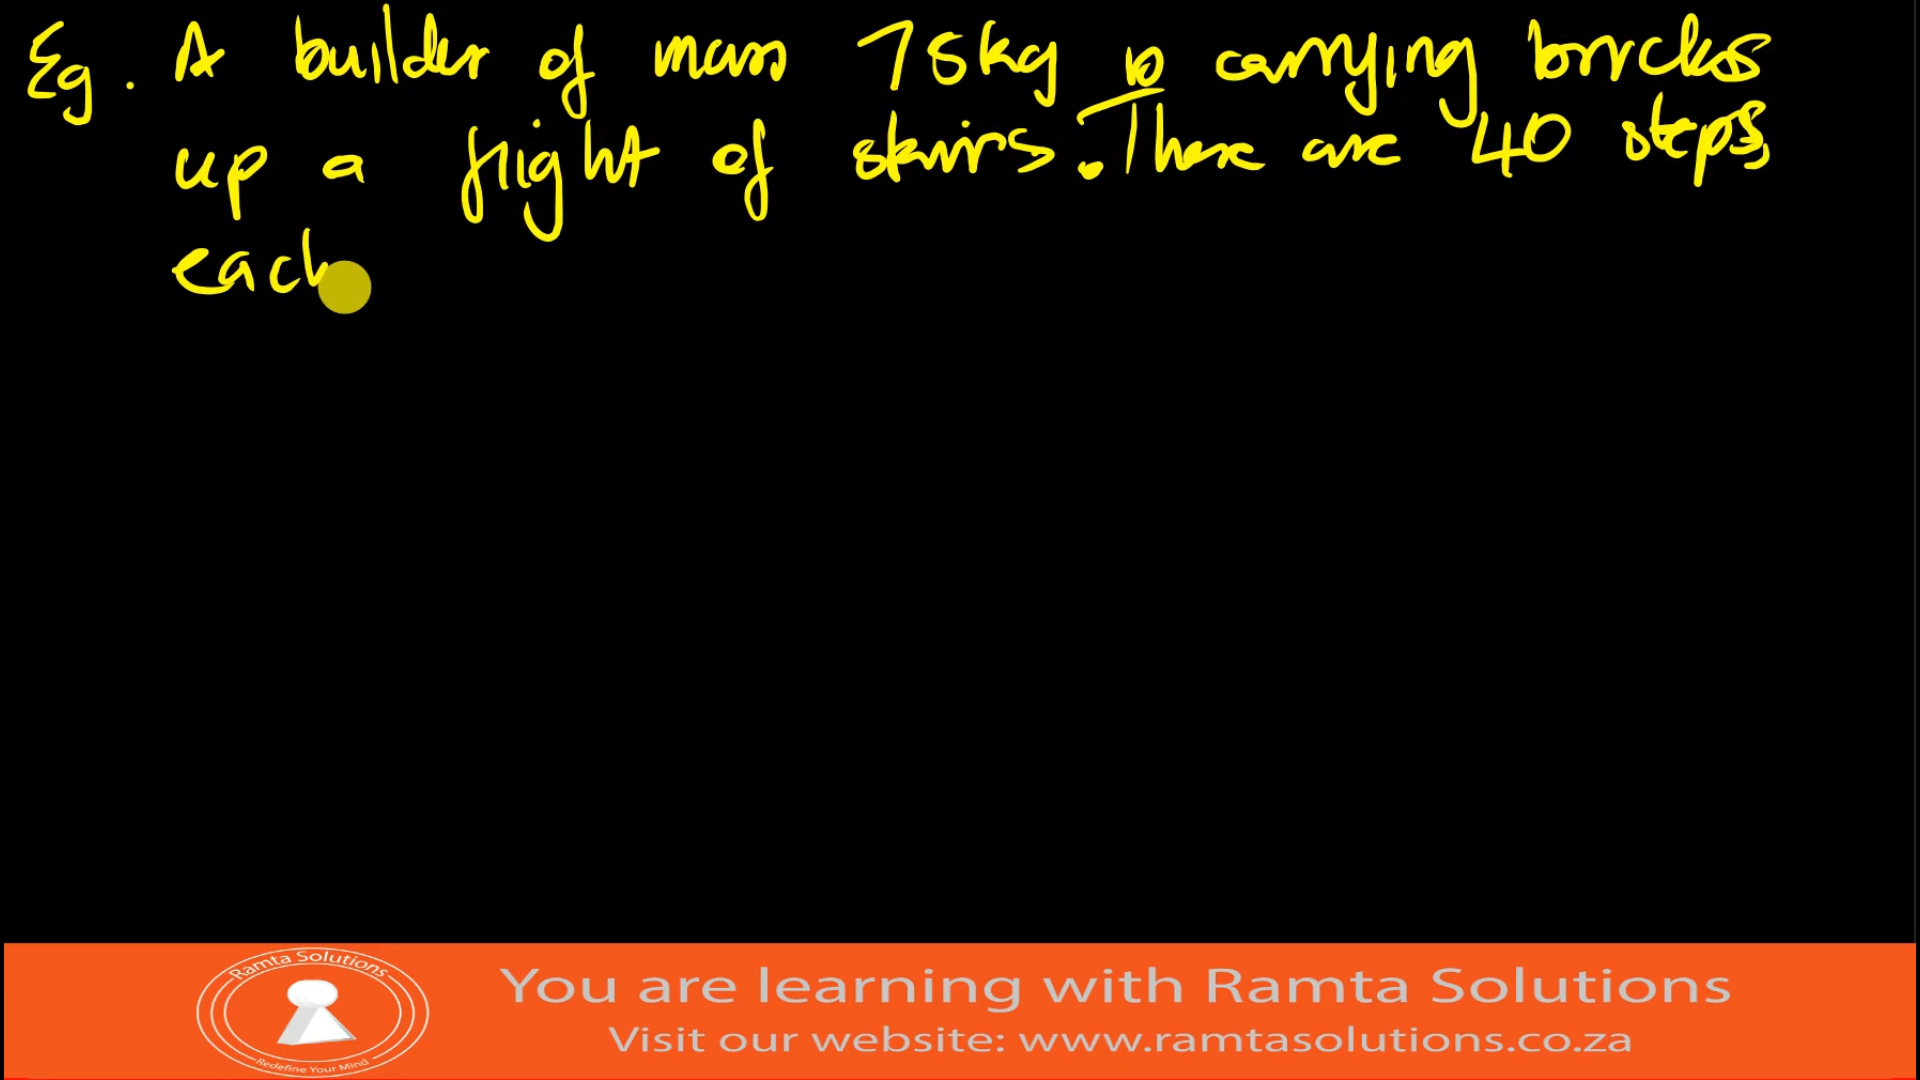 Eg. A builder of mass 75kg is carrying bricks
up a flight of stairs. There are 40 steps,
each
Ramta Solutions
Redefine Your Mind
You are learning with Ramta Solutions
Visit our website: www.ramtasolutions.co.za